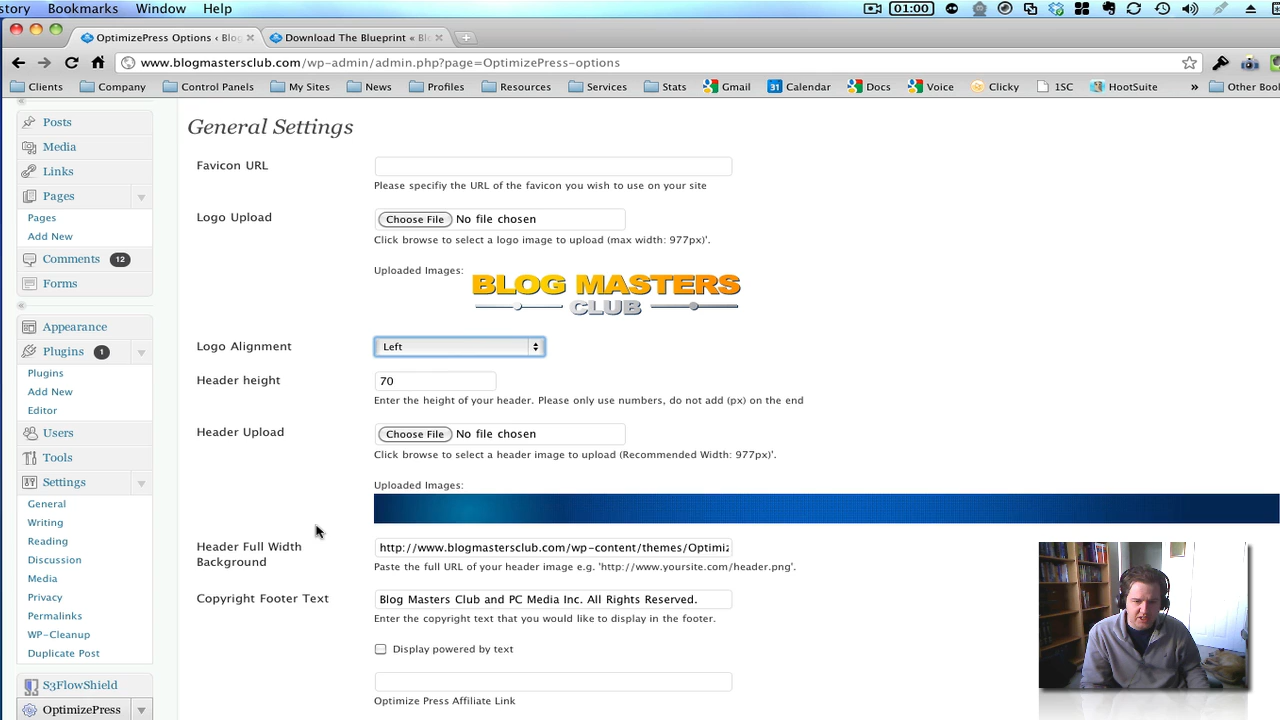 story Bookmarks Window Help 01:00
OptimizePress Options ‹ Blog
Download The Blueprint « Blo
www.blogmastersclub.com/wp-admin/admin.php?page=OptimizePress-options
Clients Company Control Panels My Sites News Profiles Resources Services Stats Gmail 31 Calendar Docs Voice Clicky 1SC HootSuite » Other Book
Posts
Media
Links
Pages
Pages
Add New
Comments 12
Forms
Appearance
Plugins 1
Plugins
Add New
Editor
Users
Tools
Settings
General
Writing
Reading
Discussion
Media
Privacy
Permalinks
WP-Cleanup
Duplicate Post
S3FlowShield
OptimizePress
General Settings
Favicon URL
Please specifiy the URL of the favicon you wish to use on your site
Logo Upload
Choose File No file chosen
Click browse to select a logo image to upload (max width: 977px)'.
Uploaded Images:
BLOG MASTERS
CLUB
Logo Alignment
Left
Header height
70
Enter the height of your header. Please only use numbers, do not add (px) on the end
Header Upload
Choose File No file chosen
Click browse to select a header image to upload (Recommended Width: 977px)'.
Uploaded Images:
Header Full Width
Background
http://www.blogmastersclub.com/wp-content/themes/Optimiz
Paste the full URL of your header image e.g. 'http://www.yoursite.com/header.png'.
Copyright Footer Text
Blog Masters Club and PC Media Inc. All Rights Reserved.
Enter the copyright text that you would like to display in the footer.
Display powered by text
Optimize Press Affiliate Link